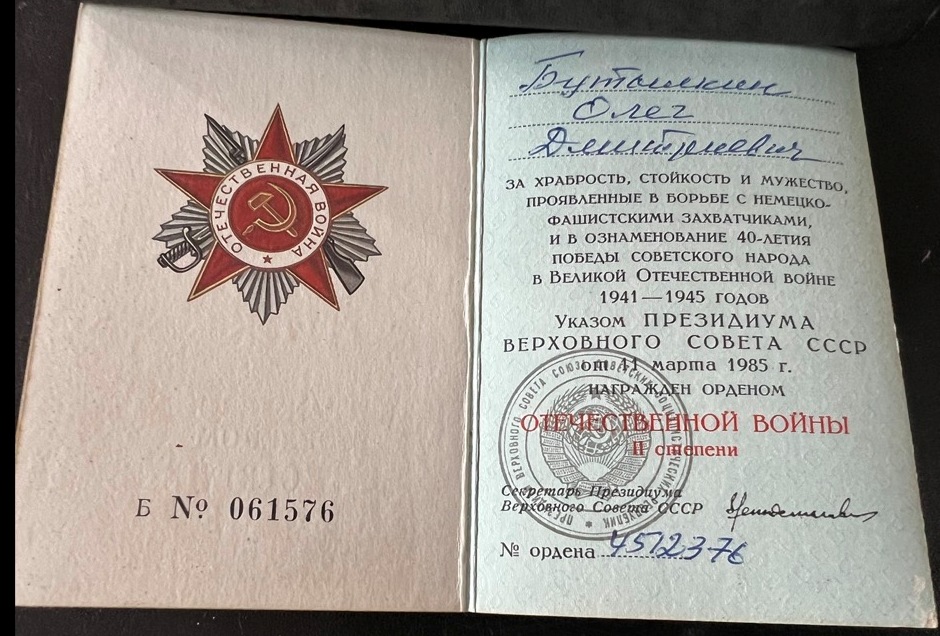 ОТЕЧЕСТВЕННАЯ ВОЙНА
Б № 061576
Олег
Дмитриевич
ЗА ХРАБРОСТЬ, СТОЙКОСТЬ И МУЖЕСТВО,
ПРОЯВЛЕННЫЕ В БОРЬБЕ С НЕМЕЦКО-
ФАШИСТСКИМИ ЗАХВАТЧИКАМИ,
И В ОЗНАМЕНОВАНИЕ 40-ЛЕТИЯ
ПОБЕДЫ СОВЕТСКОГО НАРОДА
В ВЕЛИКОЙ ОТЕЧЕСТВЕННОЙ ВОЙНЕ
1941—1945 ГОДОВ
УКАЗОМ ПРЕЗИДИУМА
ВЕРХОВНОГО СОВЕТА СССР
от 11 марта 1985 г.
НАГРАЖДЕН ОРДЕНОМ
ОТЕЧЕСТВЕННОЙ ВОЙНЫ
II степени
Секретарь Президиума
Верховного Совета СССР
№ ордена 4512376